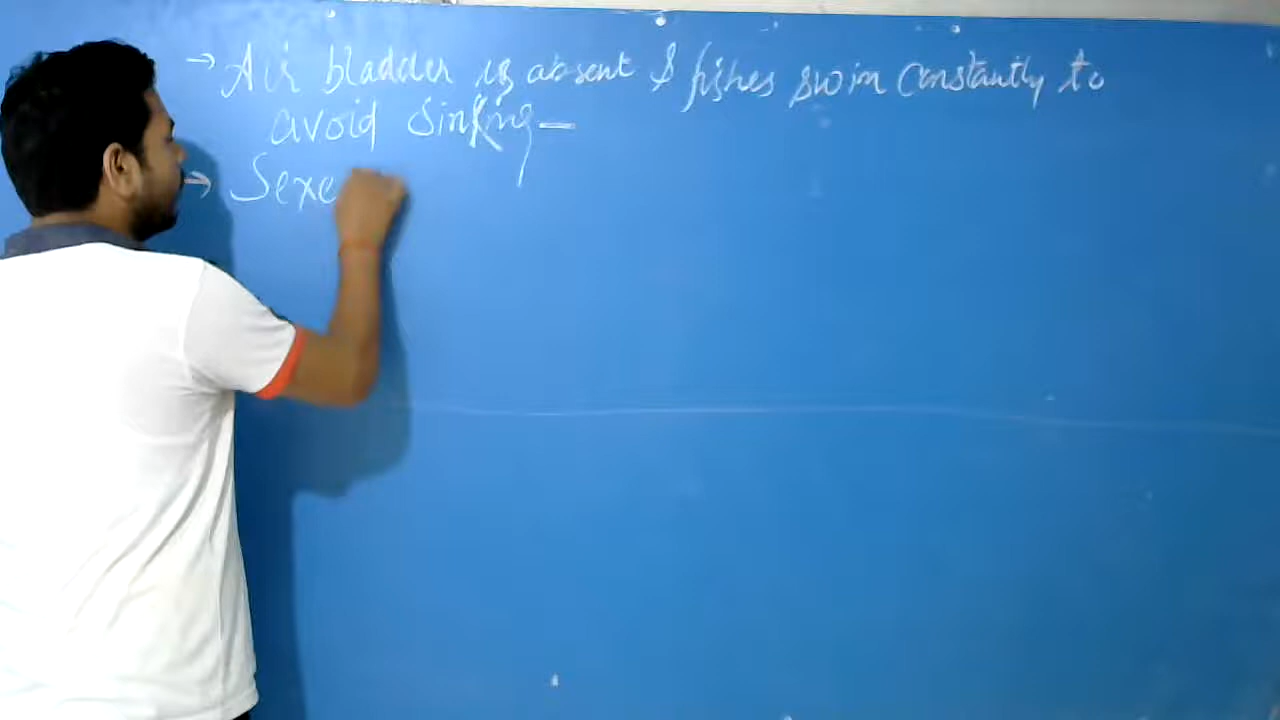 → Air bladder is absent & fishes swim constantly to
avoid sinking –
→ Sexe